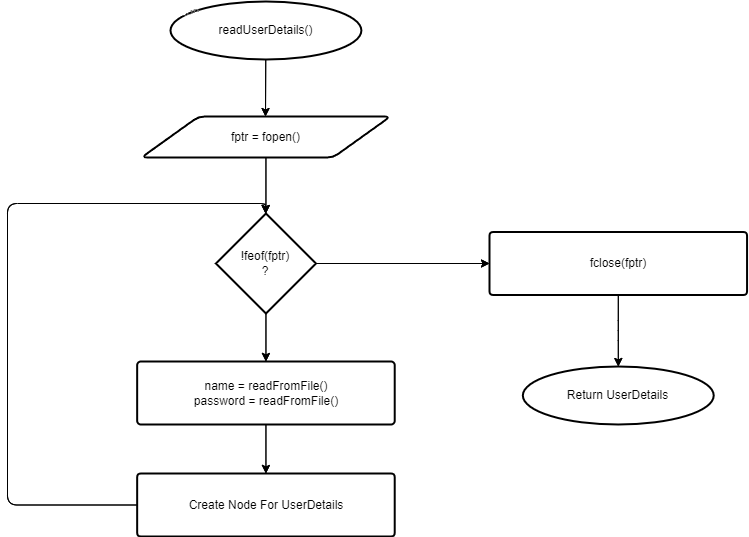 readUserDetails()
fptr = fopen()
!feof(fptr)
?
fclose(fptr)
name = readFromFile()
password = readFromFile()
Return UserDetails
Create Node For UserDetails